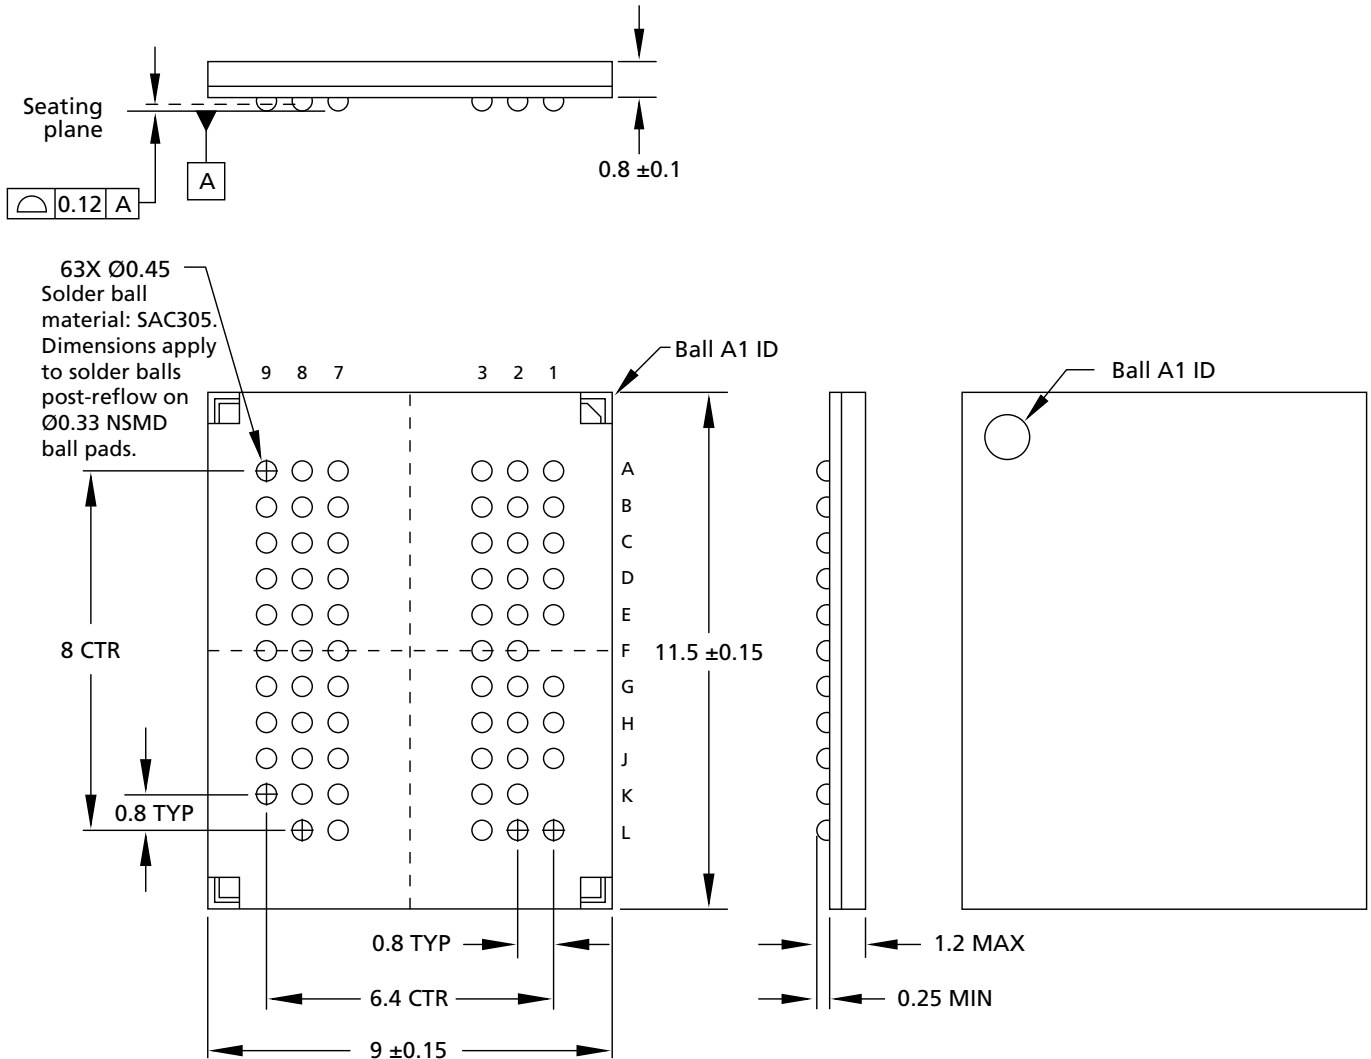 Seating
plane
0.12 A
A
0.8 ±0.1
63X Ø0.45
Solder ball
material: SAC305.
Dimensions apply
to solder balls
post-reflow on
Ø0.33 NSMD
ball pads.
Ball A1 ID
Ball A1 ID
9 8 7 3 2 1
A
B
C
D
E
F
G
H
J
K
L
8 CTR
11.5 ±0.15
0.8 TYP
0.8 TYP
1.2 MAX
6.4 CTR
0.25 MIN
9 ±0.15